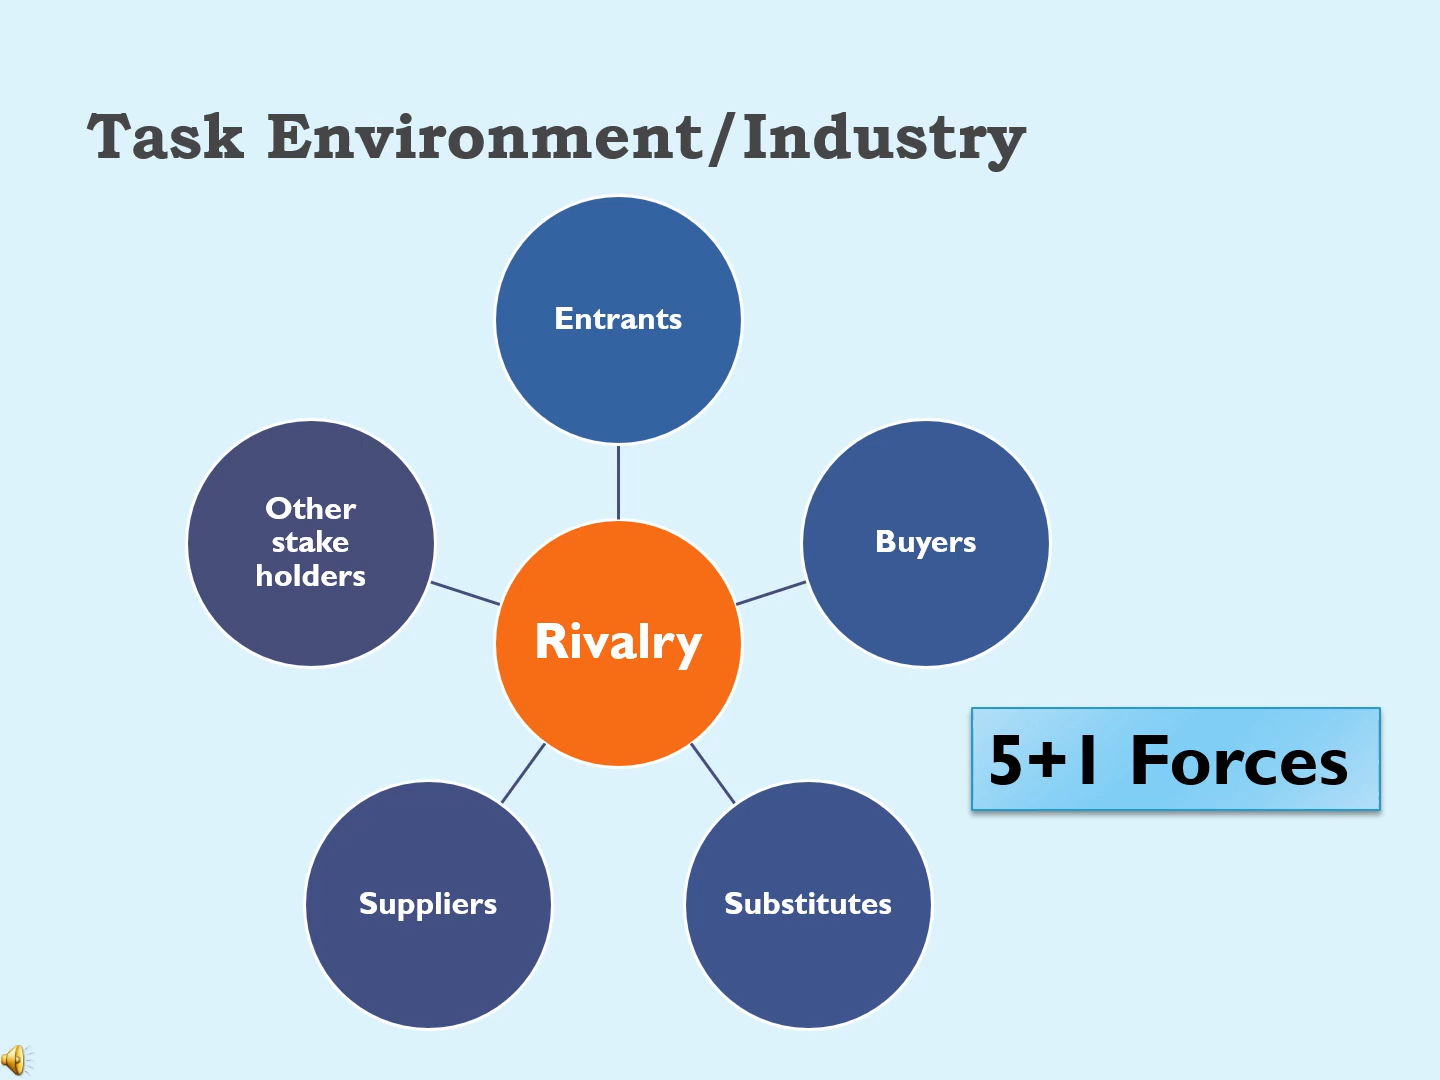 Task Environment/Industry
Entrants
Other
stake
holders
Buyers
Rivalry
5+1 Forces
Suppliers
Substitutes